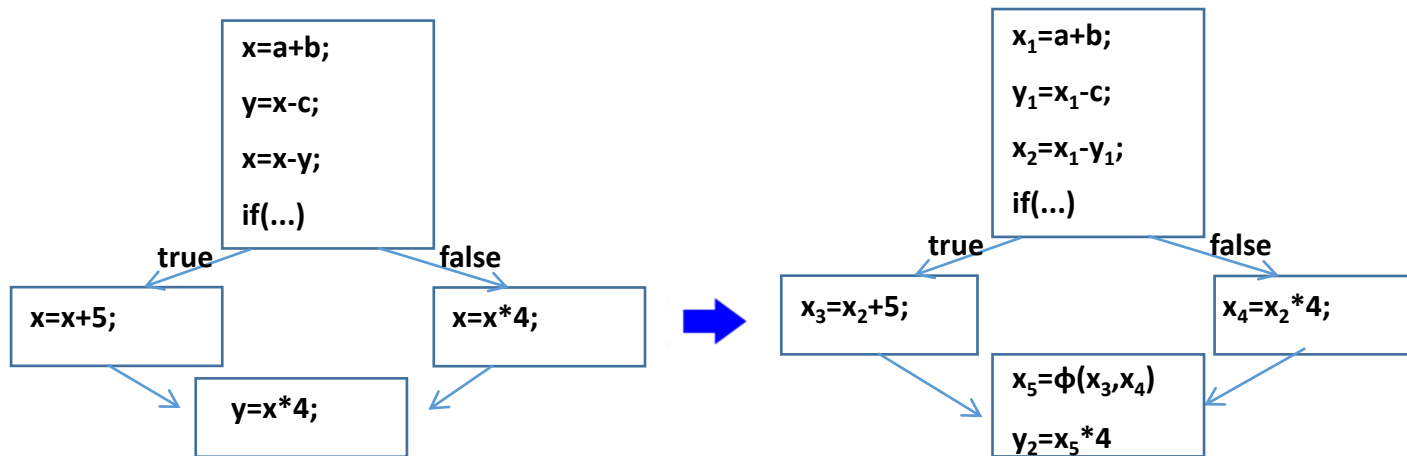 x=a+b;
y=x-c;
x=x-y;
if(...)
true
false
x=x+5;
x=x*4;
y=x*4;
x₁=a+b;
y₁=x₁-c;
x₂=x₁-y₁;
if(...)
true
false
x₃=x₂+5;
x₄=x₂*4;
x₅=ϕ(x₃,x₄)
y₂=x₅*4